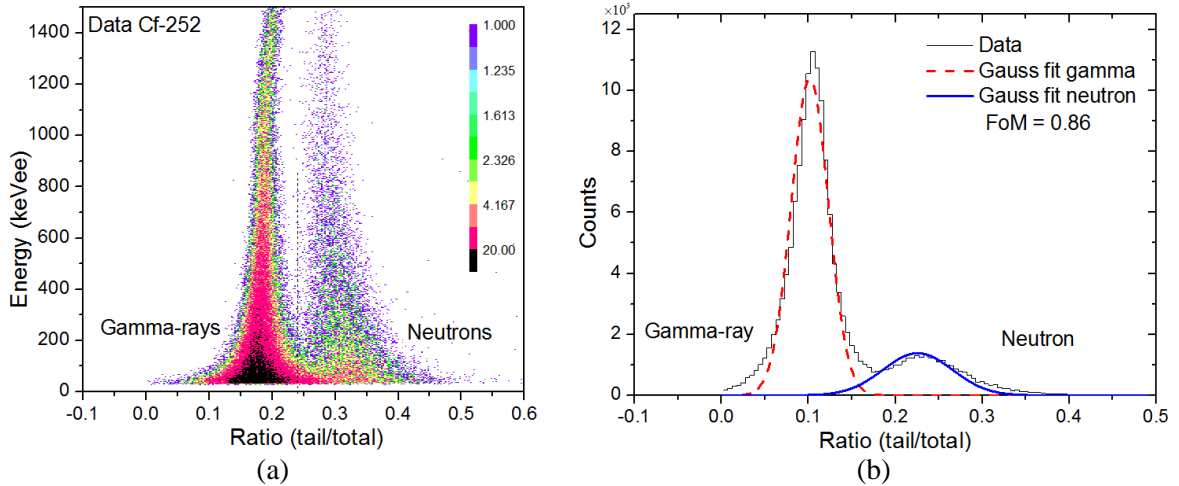 Data Cf-252
1.000
1.235
1.613
2.326
4.167
20.00
Gamma-rays
Neutrons
Energy (keVee)
1400
1200
1000
800
600
400
200
0
-0.1 0.0 0.1 0.2 0.3 0.4 0.5 0.6
Ratio (tail/total)
(a)
×10³
12
10
8
6
4
2
0
Counts
Data
Gauss fit gamma
Gauss fit neutron
FoM = 0.86
Gamma-ray
Neutron
-0.1 0.0 0.1 0.2 0.3 0.4 0.5
Ratio (tail/total)
(b)